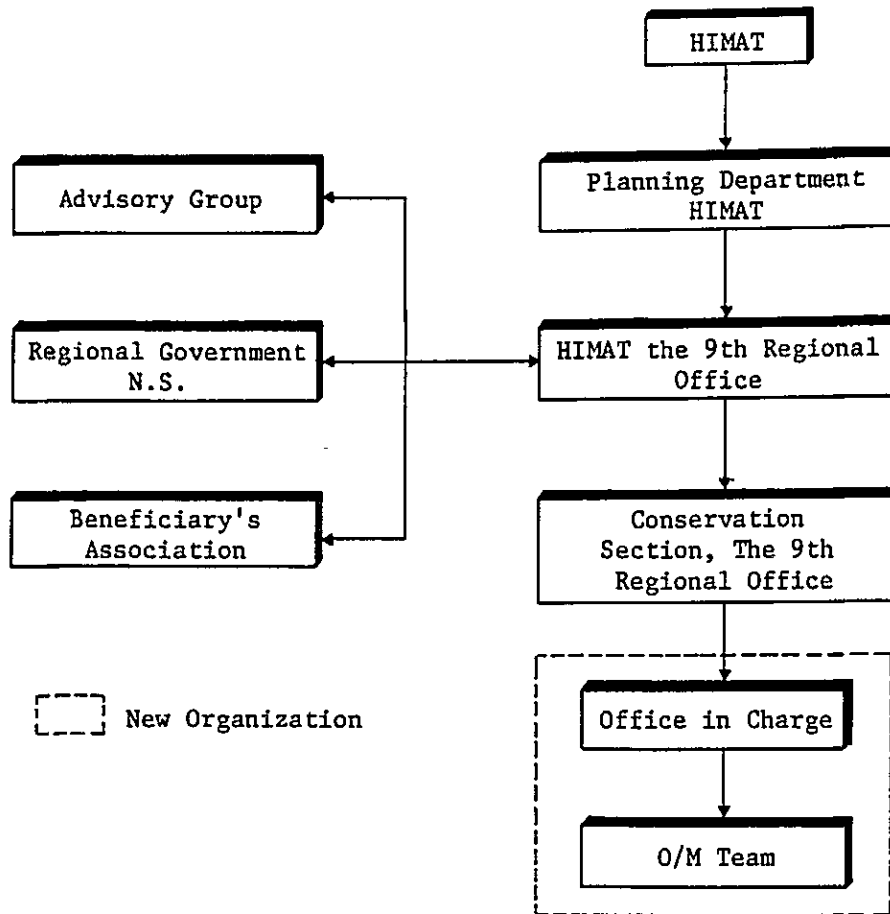 HIMAT
Advisory Group
Planning Department
HIMAT
Regional Government
N.S.
HIMAT the 9th Regional
Office
Beneficiary's
Association
Conservation
Section, The 9th
Regional Office
New Organization
Office in Charge
O/M Team